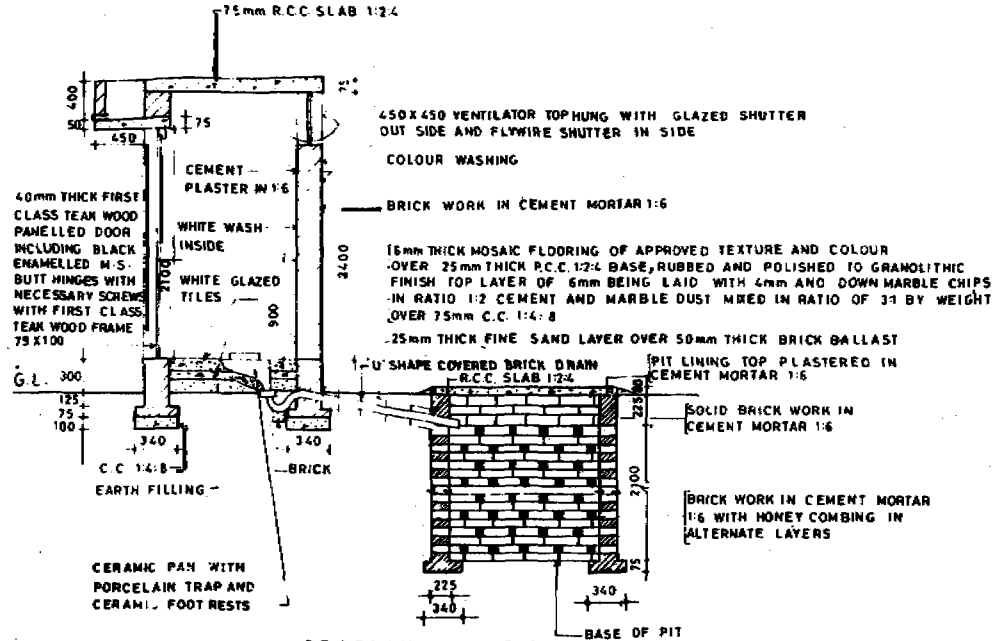 75mm R.C.C. SLAB 1:2:4
400
50
450
75
75
450X450 VENTILATOR TOP HUNG WITH GLAZED SHUTTER
OUT SIDE AND FLYWIRE SHUTTER IN SIDE
COLOUR WASHING
CEMENT
PLASTER IN 1:6
BRICK WORK IN CEMENT MORTAR 1:6
40mm THICK FIRST
CLASS TEAK WOOD
PANELLED DOOR
INCLUDING BLACK
ENAMELLED M.S.
BUTT HINGES WITH
NECESSARY SCREWS
WITH FIRST CLASS
TEAK WOOD FRAME
75 X100
2100
WHITE WASH
INSIDE
WHITE GLAZED
TILES
900
2400
THICK MOSAIC FLOORING OF APPROVED TEXTURE AND COLOUR
OVER 25mm THICK P.C.C. 1:2:4 BASE, RUBBED AND POLISHED TO GRANOLITHIC
FINISH TOP LAYER OF 6mm BEING LAID WITH 4mm AND DOWN MARBLE CHIPS
IN RATIO 1:2 CEMENT AND MARBLE DUST MIXED IN RATIO OF 3:1 BY WEIGHT
OVER 75mm C.C. 1:4:8
25mm THICK FINE SAND LAYER OVER 50mm THICK BRICK BALLAST
'U' SHAPE COVERED BRICK DRAIN
R.C.C. SLAB 1:2:4
PIT LINING TOP PLASTERED IN
CEMENT MORTAR 1:6
G.L.
300
125
75
100
340
340
C.C 1:4:8
EARTH FILLING
BRICK
225
SOLID BRICK WORK IN
CEMENT MORTAR 1:6
2100
BRICK WORK IN CEMENT MORTAR
1:6 WITH HONEY COMBING IN
ALTERNATE LAYERS
75
CERAMIC PAN WITH
PORCELAIN TRAP AND
CERAMIC FOOT RESTS
225
340
340
BASE OF PIT